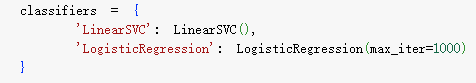 classifiers = {
'LinearSVC': LinearSVC(),
'LogisticRegression': LogisticRegression(max_iter=1000)
}